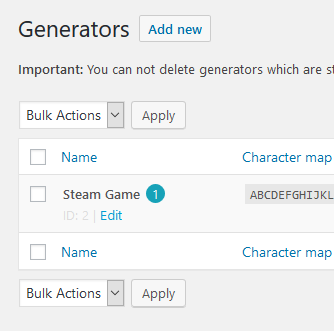 Generators Add new
Important: You can not delete generators which are
Bulk Actions Apply
Name Character map
Steam Game 1 ABCDEFGHIJKL
ID: 2 | Edit
Name Character map
Bulk Actions Apply